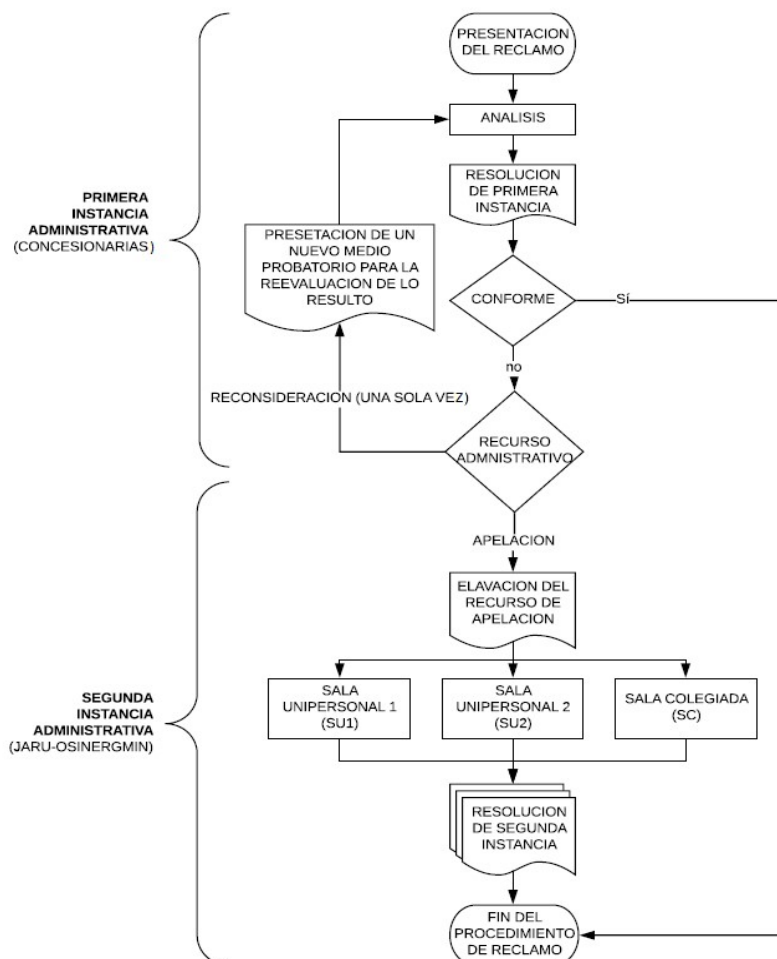 PRESENTACION
DEL RECLAMO
ANALISIS
RESOLUCION
DE PRIMERA
INSTANCIA
PRIMERA
INSTANCIA
ADMINISTRATIVA
(CONCESIONARIAS)
PRESETACION DE UN
NUEVO MEDIO
PROBATORIO PARA LA
REEVALUACION DE LO
RESULTO
CONFORME
Sí
no
RECONSIDERACION (UNA SOLA VEZ)
RECURSO
ADMNISTRATIVO
APELACION
ELAVACION DEL
RECURSO DE
APELACION
SEGUNDA
INSTANCIA
ADMINISTRATIVA
(JARU-OSINERGMIN)
SALA
UNIPERSONAL 1
(SU1)
SALA
UNIPERSONAL 2
(SU2)
SALA COLEGIADA
(SC)
RESOLUCION
DE SEGUNDA
INSTANCIA
FIN DEL
PROCEDIMIENTO
DE RECLAMO